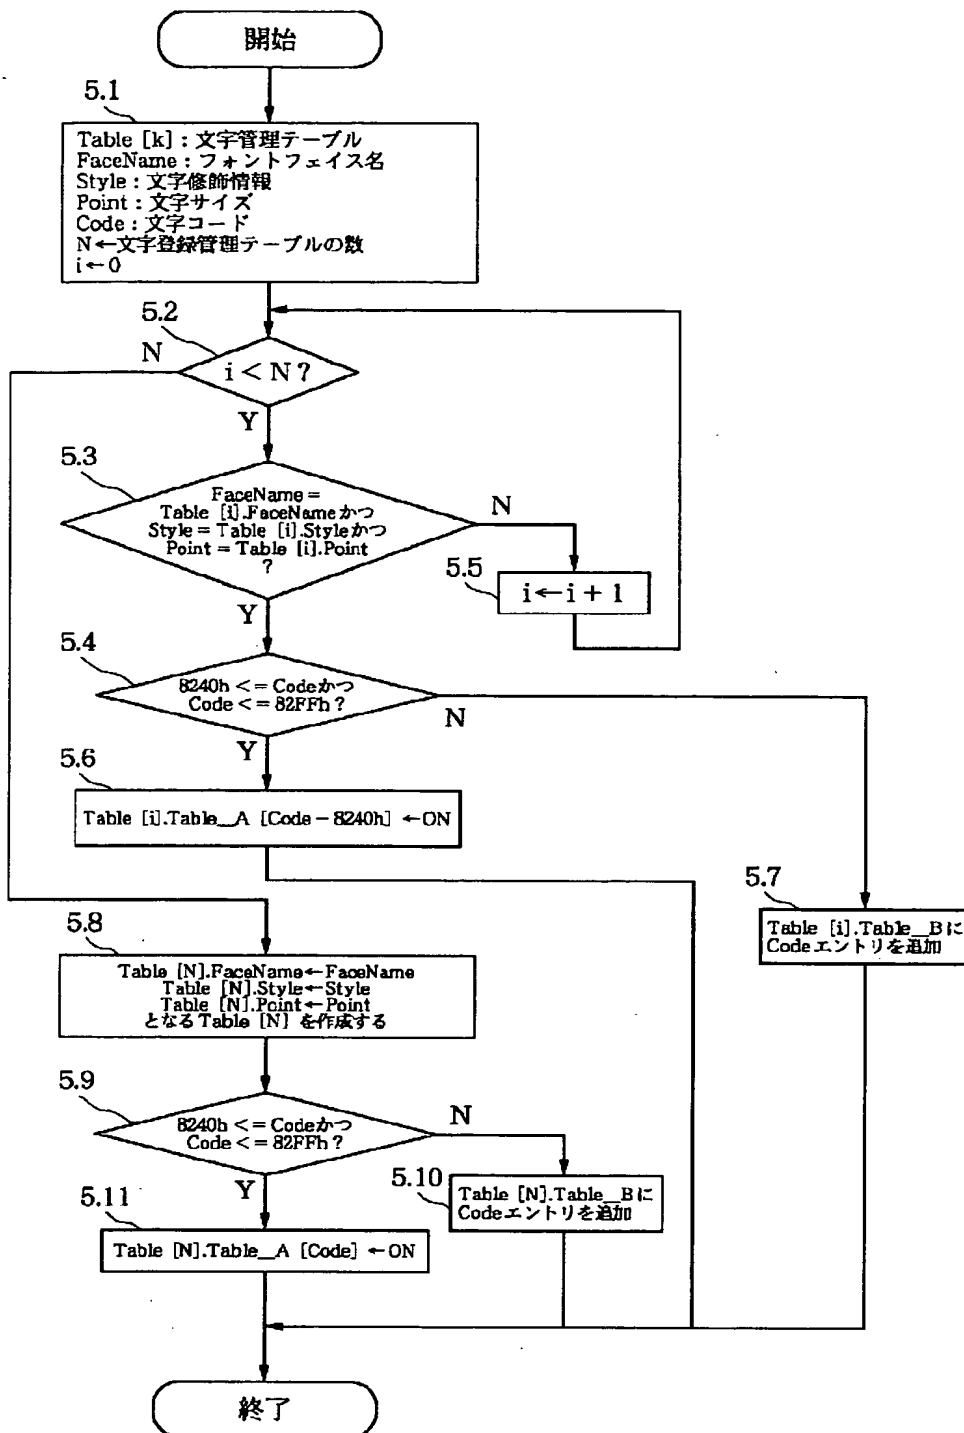 開始
5.1
Table [k] : 文字管理テーブル
FaceName : フォントフェイス名
Style : 文字修飾情報
Point : 文字サイズ
Code : 文字コード
N←文字登録管理テーブルの数
i←0
5.2
N
i < N ?
Y
5.3
FaceName =
Table [i].FaceNameかつ
Style = Table [i].Styleかつ
Point = Table [i].Point
?
N
5.5
i←i + 1
Y
5.4
8240h <= Codeかつ
Code <= 82FFh ?
N
Y
5.6
Table [i].Table__A [Code − 8240h] ←ON
5.7
Table [i].Table__Bに
Codeエントリを追加
5.8
Table [N].FaceName←FaceName
Table [N].Style←Style
Table [N].Point←Point
となる Table [N] を作成する
5.9
8240h <= Codeかつ
Code <= 82FFh ?
N
Y
5.10
Table [N].Table__Bに
Codeエントリを追加
5.11
Table [N].Table__A [Code] ←ON
終了